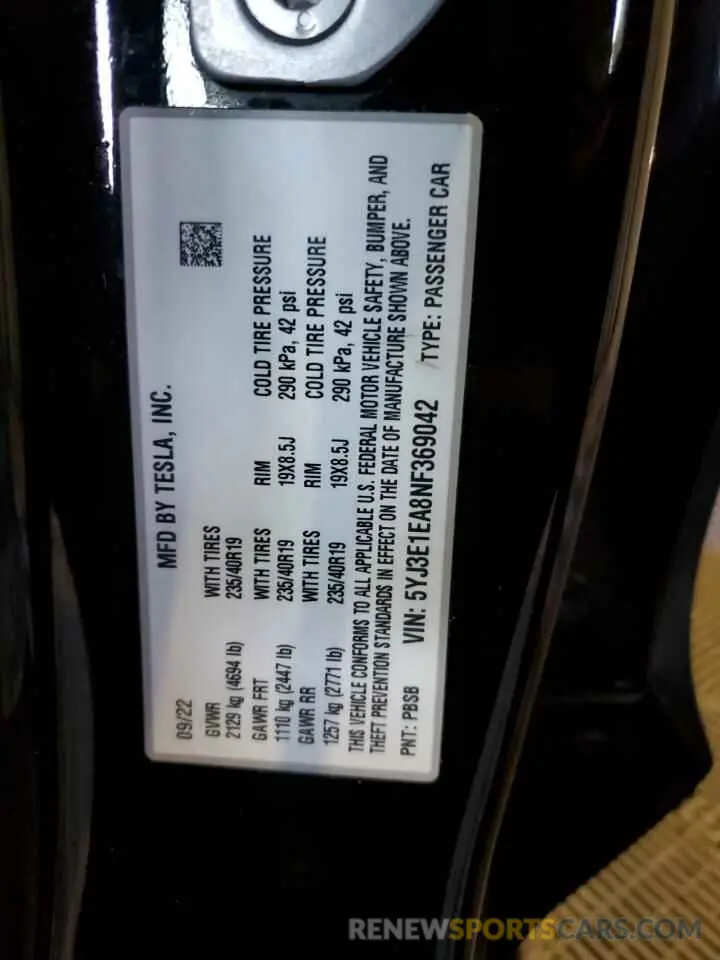 MFD BY TESLA, INC.
09/22
GVWR WITH TIRES
2129 kg (4694 lb) 235/40R19
GAWR FRT WITH TIRES RIM COLD TIRE PRESSURE
1110 kg (2447 lb) 235/40R19 19X8.5J 290 kPa, 42 psi
GAWR RR WITH TIRES RIM COLD TIRE PRESSURE
1257 kg (2771 lb) 235/40R19 19X8.5J 290 kPa, 42 psi
THIS VEHICLE CONFORMS TO ALL APPLICABLE U.S. FEDERAL MOTOR VEHICLE SAFETY, BUMPER, AND
THEFT PREVENTION STANDARDS IN EFFECT ON THE DATE OF MANUFACTURE SHOWN ABOVE.
PNT: PBSB VIN: 5YJ3E1EA8NF369042 TYPE: PASSENGER CAR
RENEWSPORTSCARS.COM